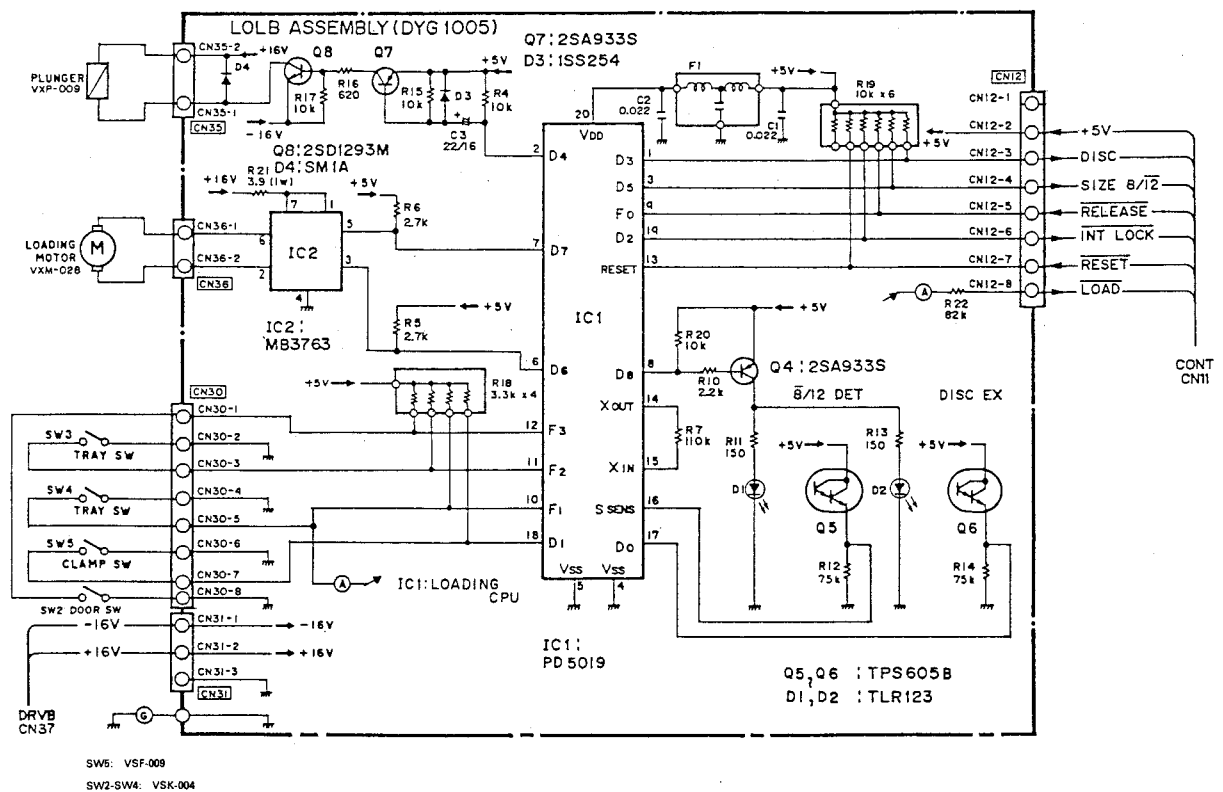 LOLB ASSEMBLY (DYG1005)
Q7:2SA933S
D3:1SS254
PLUNGER
VXP-009
CN35-2
+16V
D4
Q8
Q7
R16
620
R17
10k
-16V
CN35-1
CN35
+5V
R15
10k
D3
R4
10k
C3
22/16
Q8:2SD1293M
D4:SM1A
F1
C2
0.022
C1
0.022
+5V
R19
10k x 6
+5V
20
VDD
CN12
CN12-1
CN12-2
+5V
CN12-3
DISC
CN12-4
SIZE 8/12
CN12-5
RELEASE
CN12-6
INT LOCK
CN12-7
RESET
CN12-8
LOAD
A
R22
82k
CONT
CN11
2
D4
1
D3
3
D5
9
F0
19
D2
13
RESET
R21
3.9 (1w)
+16V
7
1
+5V
R6
2.7k
LOADING
MOTOR
VXM-028
M
CN36-1
CN36-2
CN36
6
2
IC2
5
3
4
7
D7
IC2:
MB3763
+5V
R5
2.7k
6
D6
IC1
R20
10k
+5V
8
D8
R10
2.2k
Q4:2SA933S
+5V
R18
3.3k x 4
14
XOUT
R7
110k
15
XIN
8/12 DET
DISC EX
R11
150
+5V
R13
150
+5V
D1
D2
Q5
Q6
CN30
CN30-1
SW3
TRAY SW
CN30-2
CN30-3
SW4
TRAY SW
CN30-4
CN30-5
SW5
CLAMP SW
CN30-6
CN30-7
CN30-8
SW2 DOOR SW
12
F3
11
F2
10
F1
18
D1
16
S SENS
17
D0
A
IC1:LOADING
CPU
VSS
VSS
5
4
R12
75k
R14
75k
-16V
CN31-1
-16V
+16V
CN31-2
+16V
CN31-3
CN31
DRVB
CN37
G
IC1:
PD5019
Q5,Q6 :TPS605B
D1,D2 :TLR123
SW5: VSF-009
SW2-SW4: VSK-004